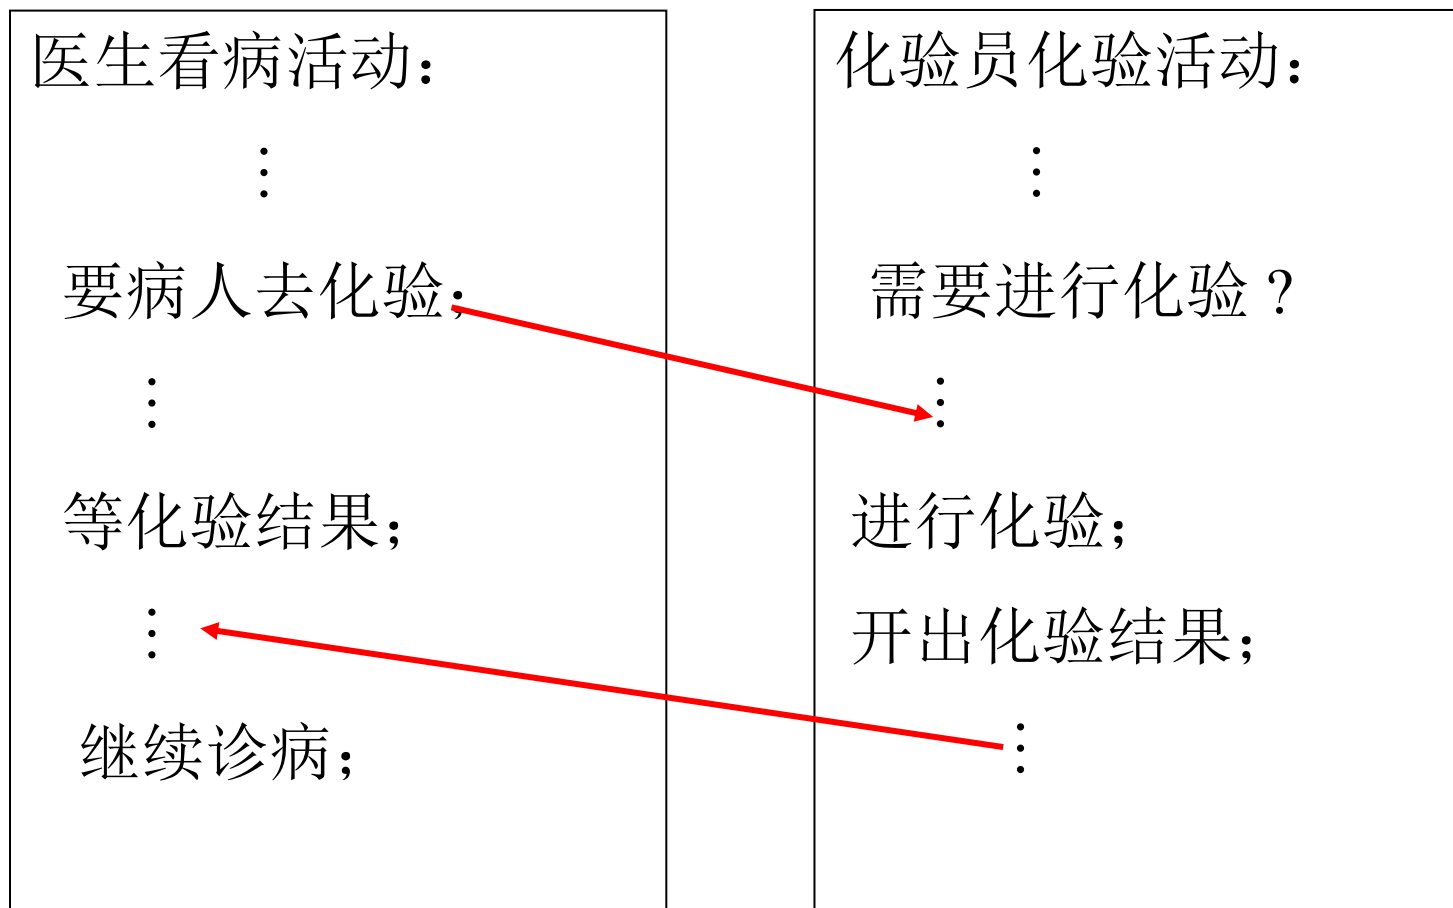 医生看病活动：
⋮
要病人去化验；
⋮
等化验结果；
⋮
继续诊病；
化验员化验活动：
⋮
需要进行化验？
⋮
进行化验；
开出化验结果；
⋮